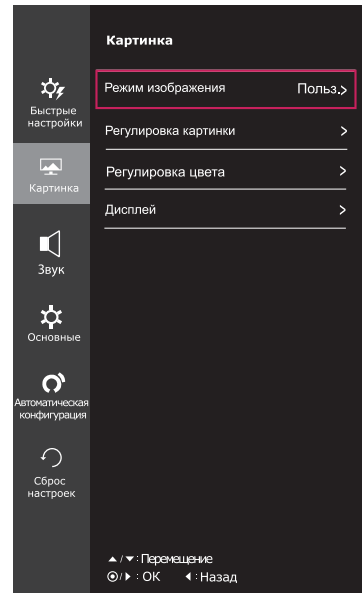 Картинка
Быстрые
настройки
Картинка
Звук
Основные
Автоматическая
конфигурация
Сброс
настроек
Режим изображения Польз.>
Регулировка картинки >
Регулировка цвета >
Дисплей >
▲/▼: Перемещение
⦿/▶ : OK ◀ : Назад